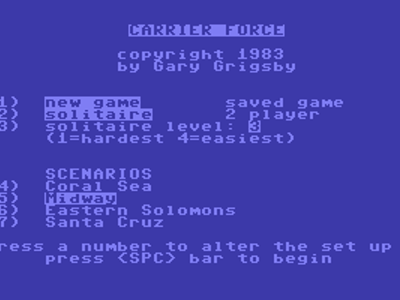 CARRIER FORCE
copyright 1983
by Gary Grigsby
1) new game saved game
2) solitaire 2 player
3) solitaire level: 3
(1=hardest 4=easiest)
SCENARIOS
4) Coral Sea
5) Midway
6) Eastern Solomons
7) Santa Cruz
ress a number to alter the set up
press <SPC> bar to begin